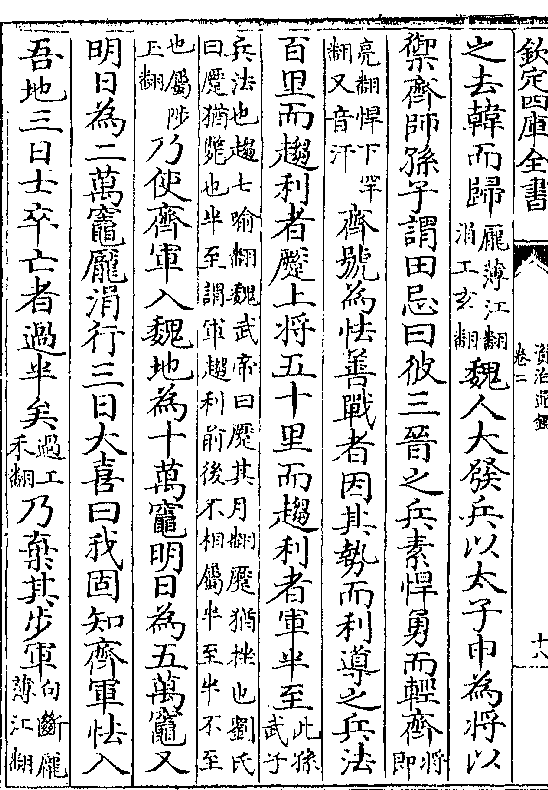 欽定四庫全書
資治通鑑
卷二
十六
之去韓而歸龎薄江翻涓工玄翻魏人大發兵以太子申為将以
禦齊師孫子謂田忌曰彼三晉之兵素悍勇而輕齊将即
亮翻悍下罕翻又音汗齊號為怯善戰者因其勢而利導之兵法
百里而趨利者蹷上将五十里而趨利者軍半至此孫武子
兵法也趨七喻翻魏武帝曰蹷其月翻蹷猶挫也劉氏曰蹷猶斃也半至謂軍趨利前後不相屬半至半不至
也屬陟玉翻乃使齊軍入魏地為十萬竈明日為五萬竈又
明日為二萬竈龎涓行三日大喜曰我固知齊軍怯入
吾地三日士卒亡者過半矣過工禾翻乃棄其步軍句斷龎薄江翻